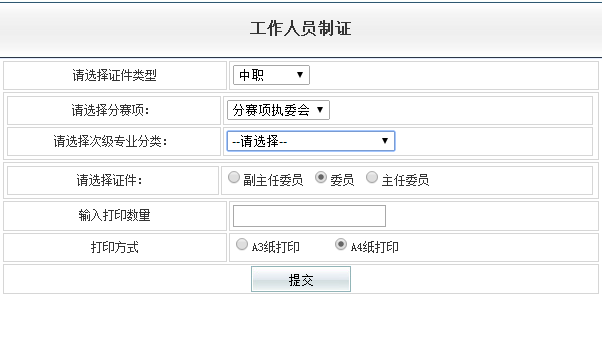 工作人员制证
请选择证件类型 中职
请选择分赛项: 分赛项执委会
请选择次级专业分类: --请选择--
请选择证件: 副主任委员 委员 主任委员
输入打印数量
打印方式 A3纸打印 A4纸打印
提交